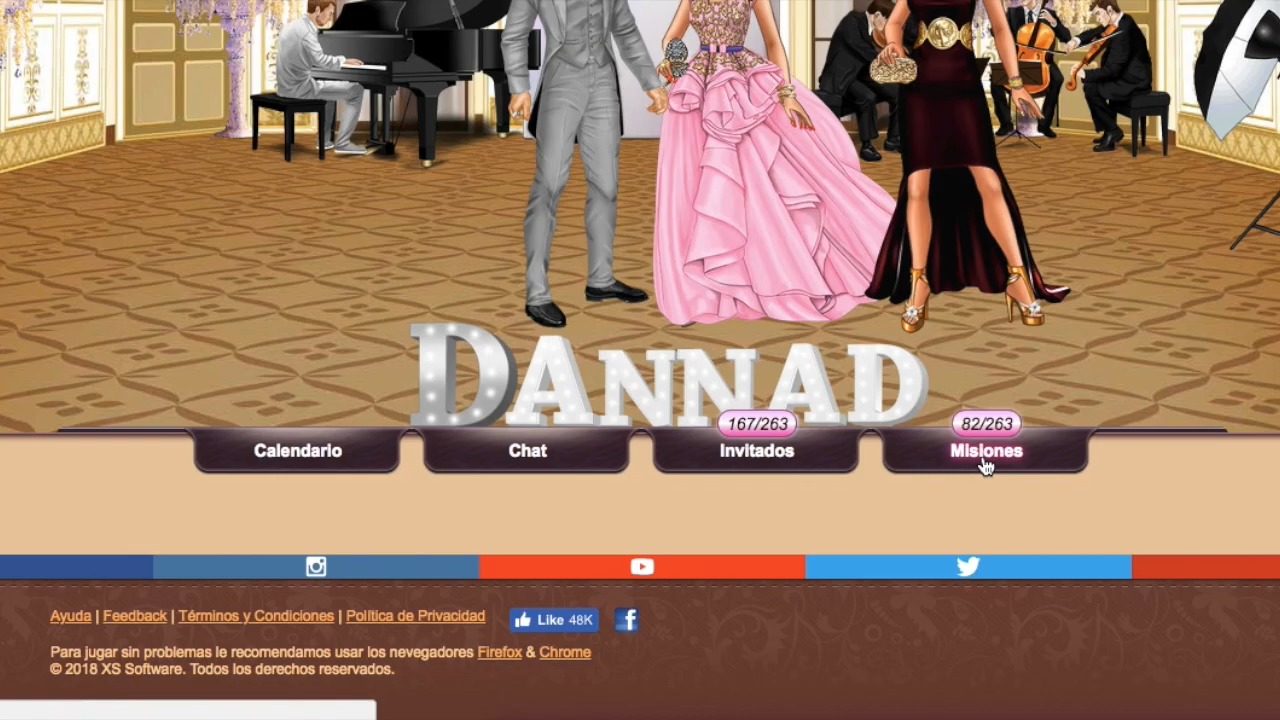 DANNAD
167/263
82/263
Calendario
Chat
Invitados
Misiones
Ayuda | Feedback | Términos y Condiciones | Política de Privacidad
Like 48K
Para jugar sin problemas le recomendamos usar los nevegadores Firefox & Chrome
© 2018 XS Software. Todos los derechos reservados.